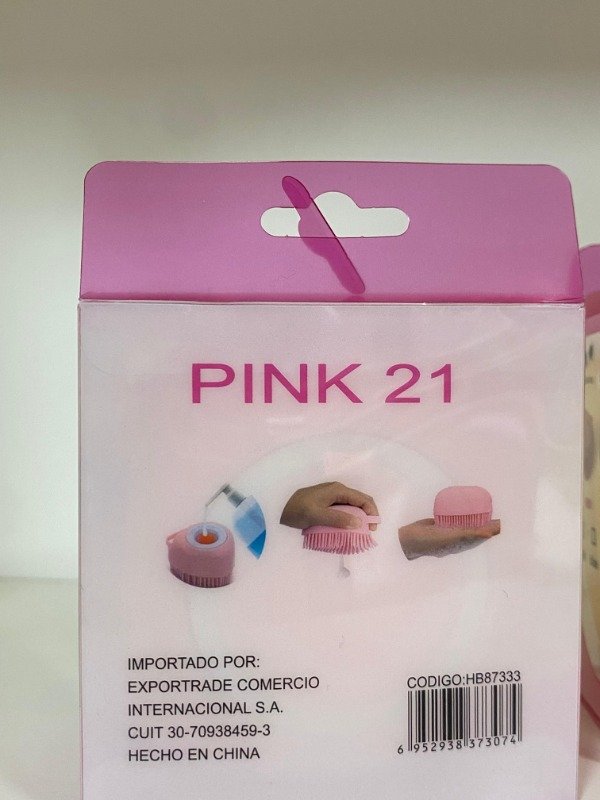 PINK 21
IMPORTADO POR:
EXPORTRADE COMERCIO
INTERNACIONAL S.A.
CUIT 30-70938459-3
HECHO EN CHINA
CODIGO:HB87333
6 952938 373074